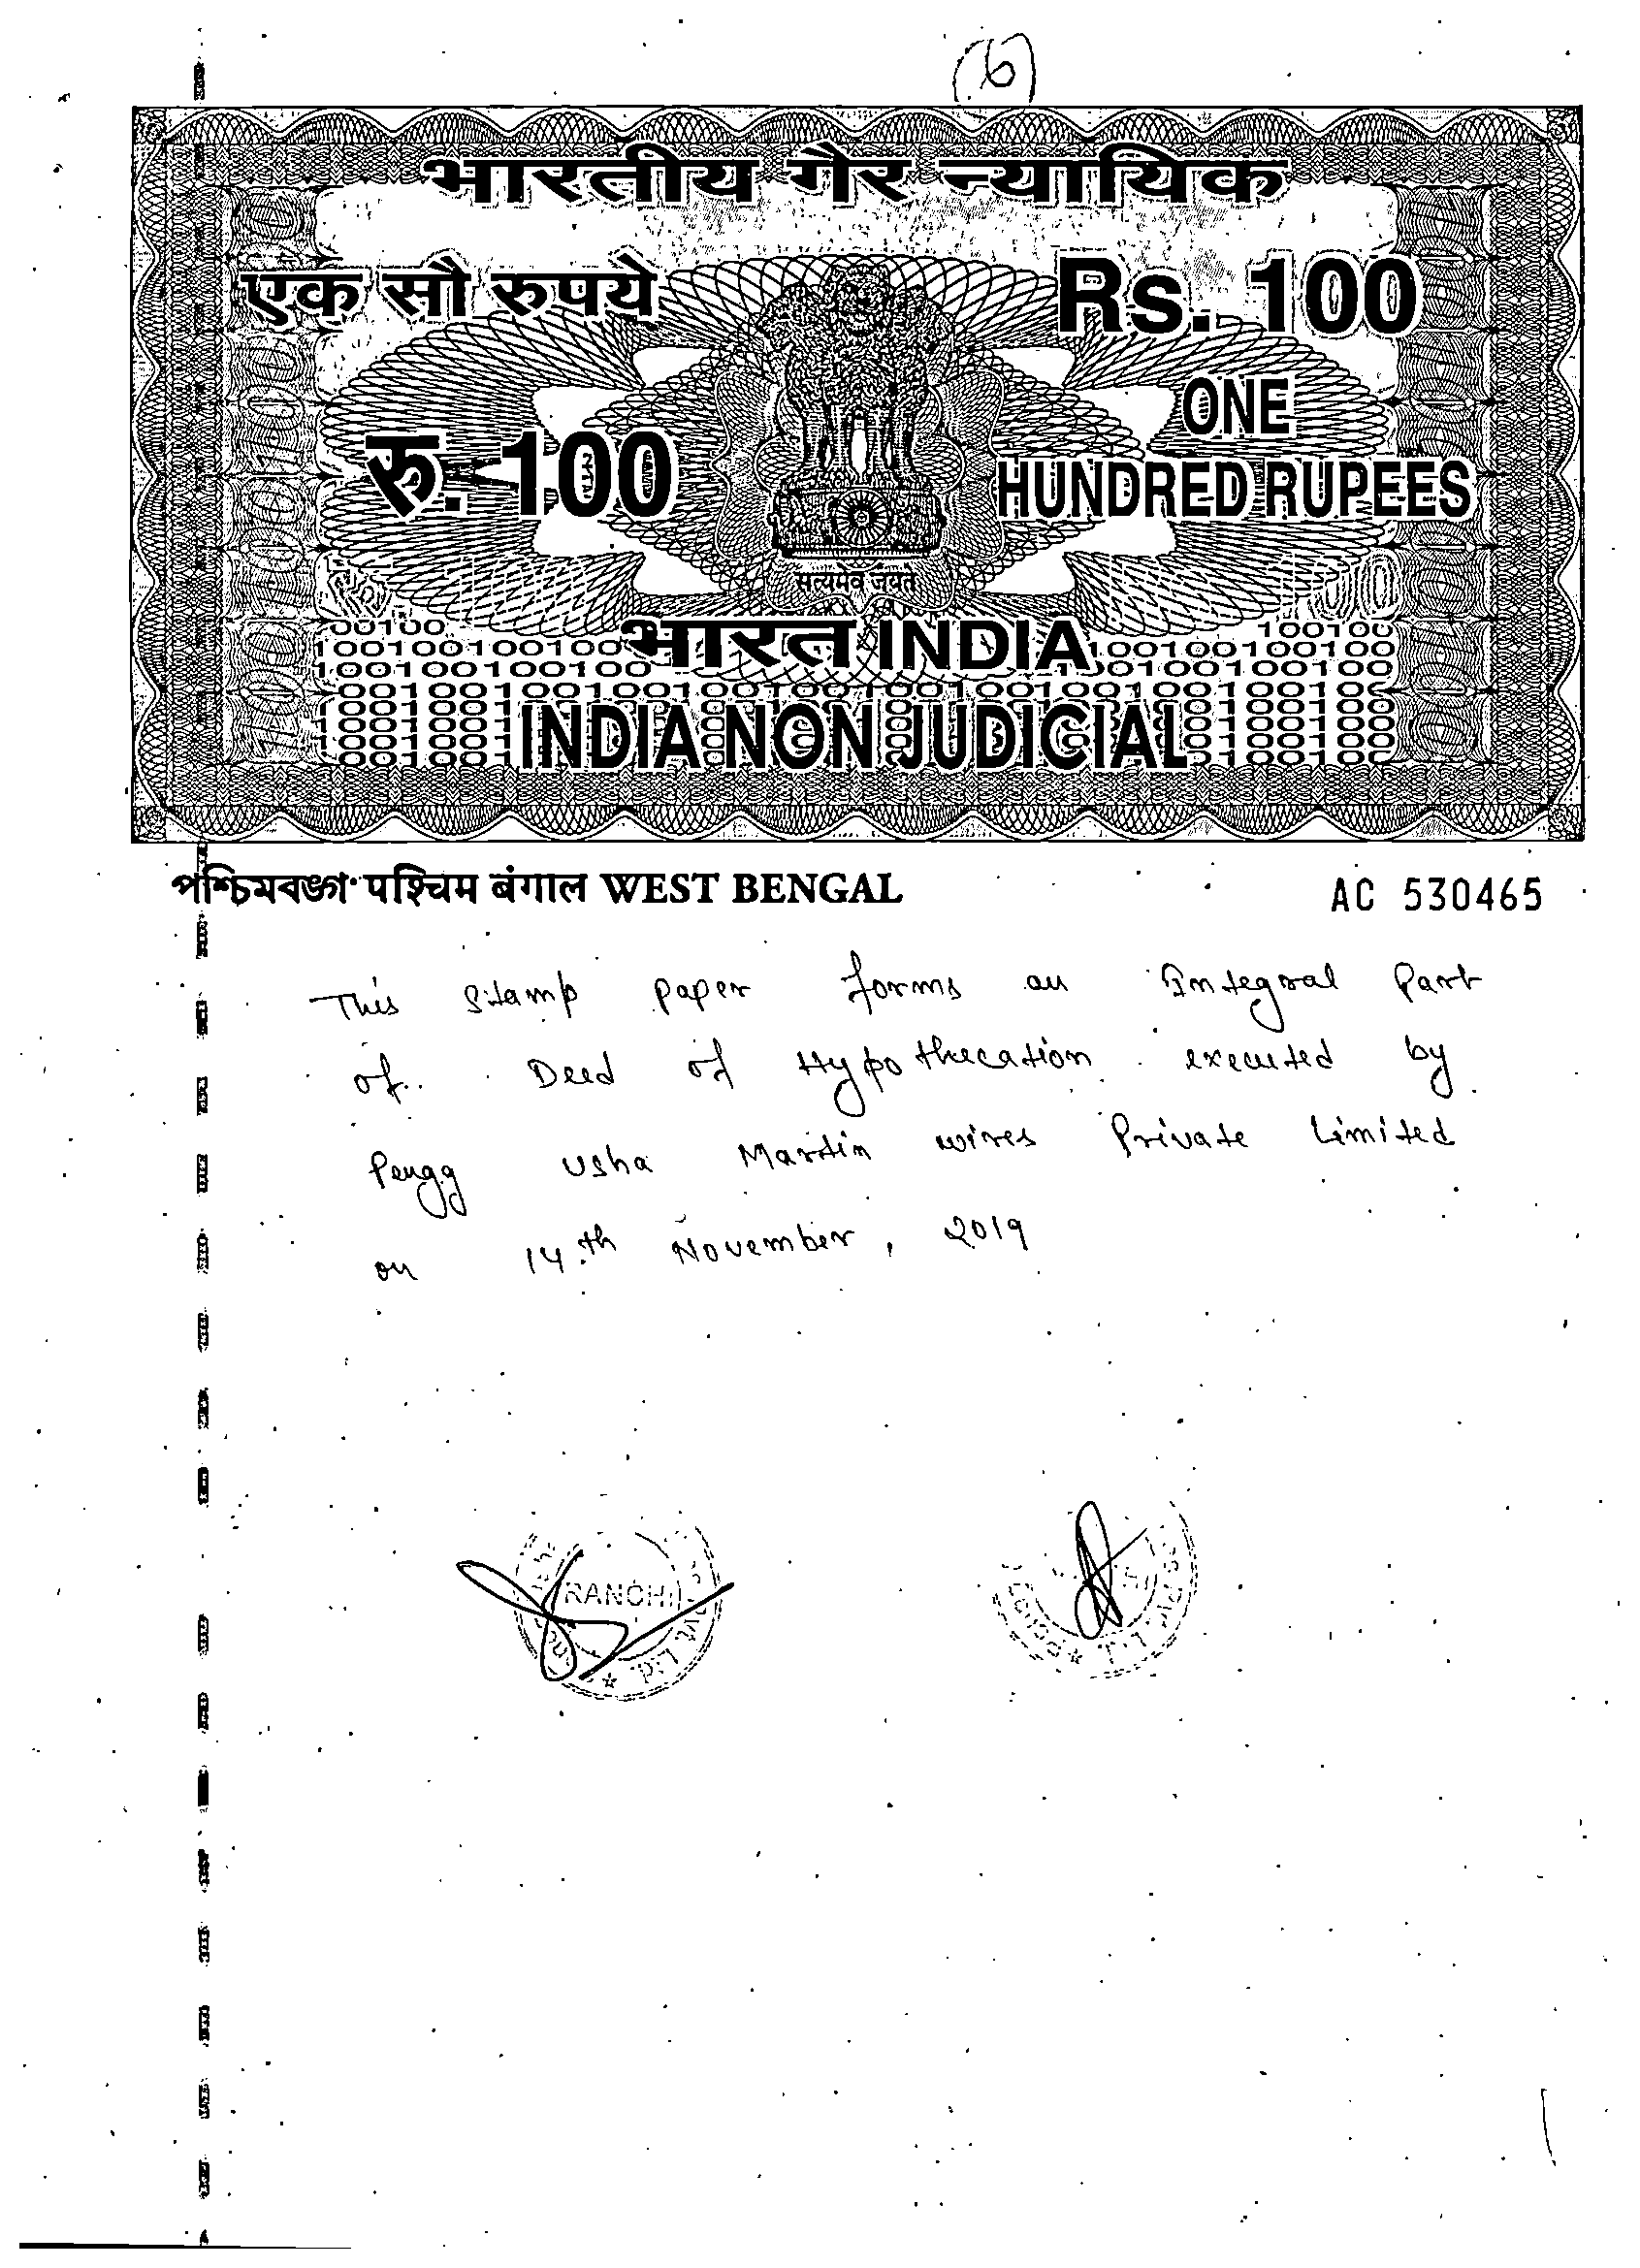 (6)
भारतीय गैर न्यायिक
एक सौ रुपये Rs. 100
रु. 100 ONE
HUNDRED RUPEES
सत्यमेव जयते
भारत INDIA
INDIA NON JUDICIAL
পশ্চিমবঙ্গ पश्चिम बंगाल WEST BENGAL AC 530465
This Stamp paper forms an Integral Part
of Deed of Hypothecation executed by
Pengg Usha Martin wires Private Limited
on 14th November, 2019
RANCHI